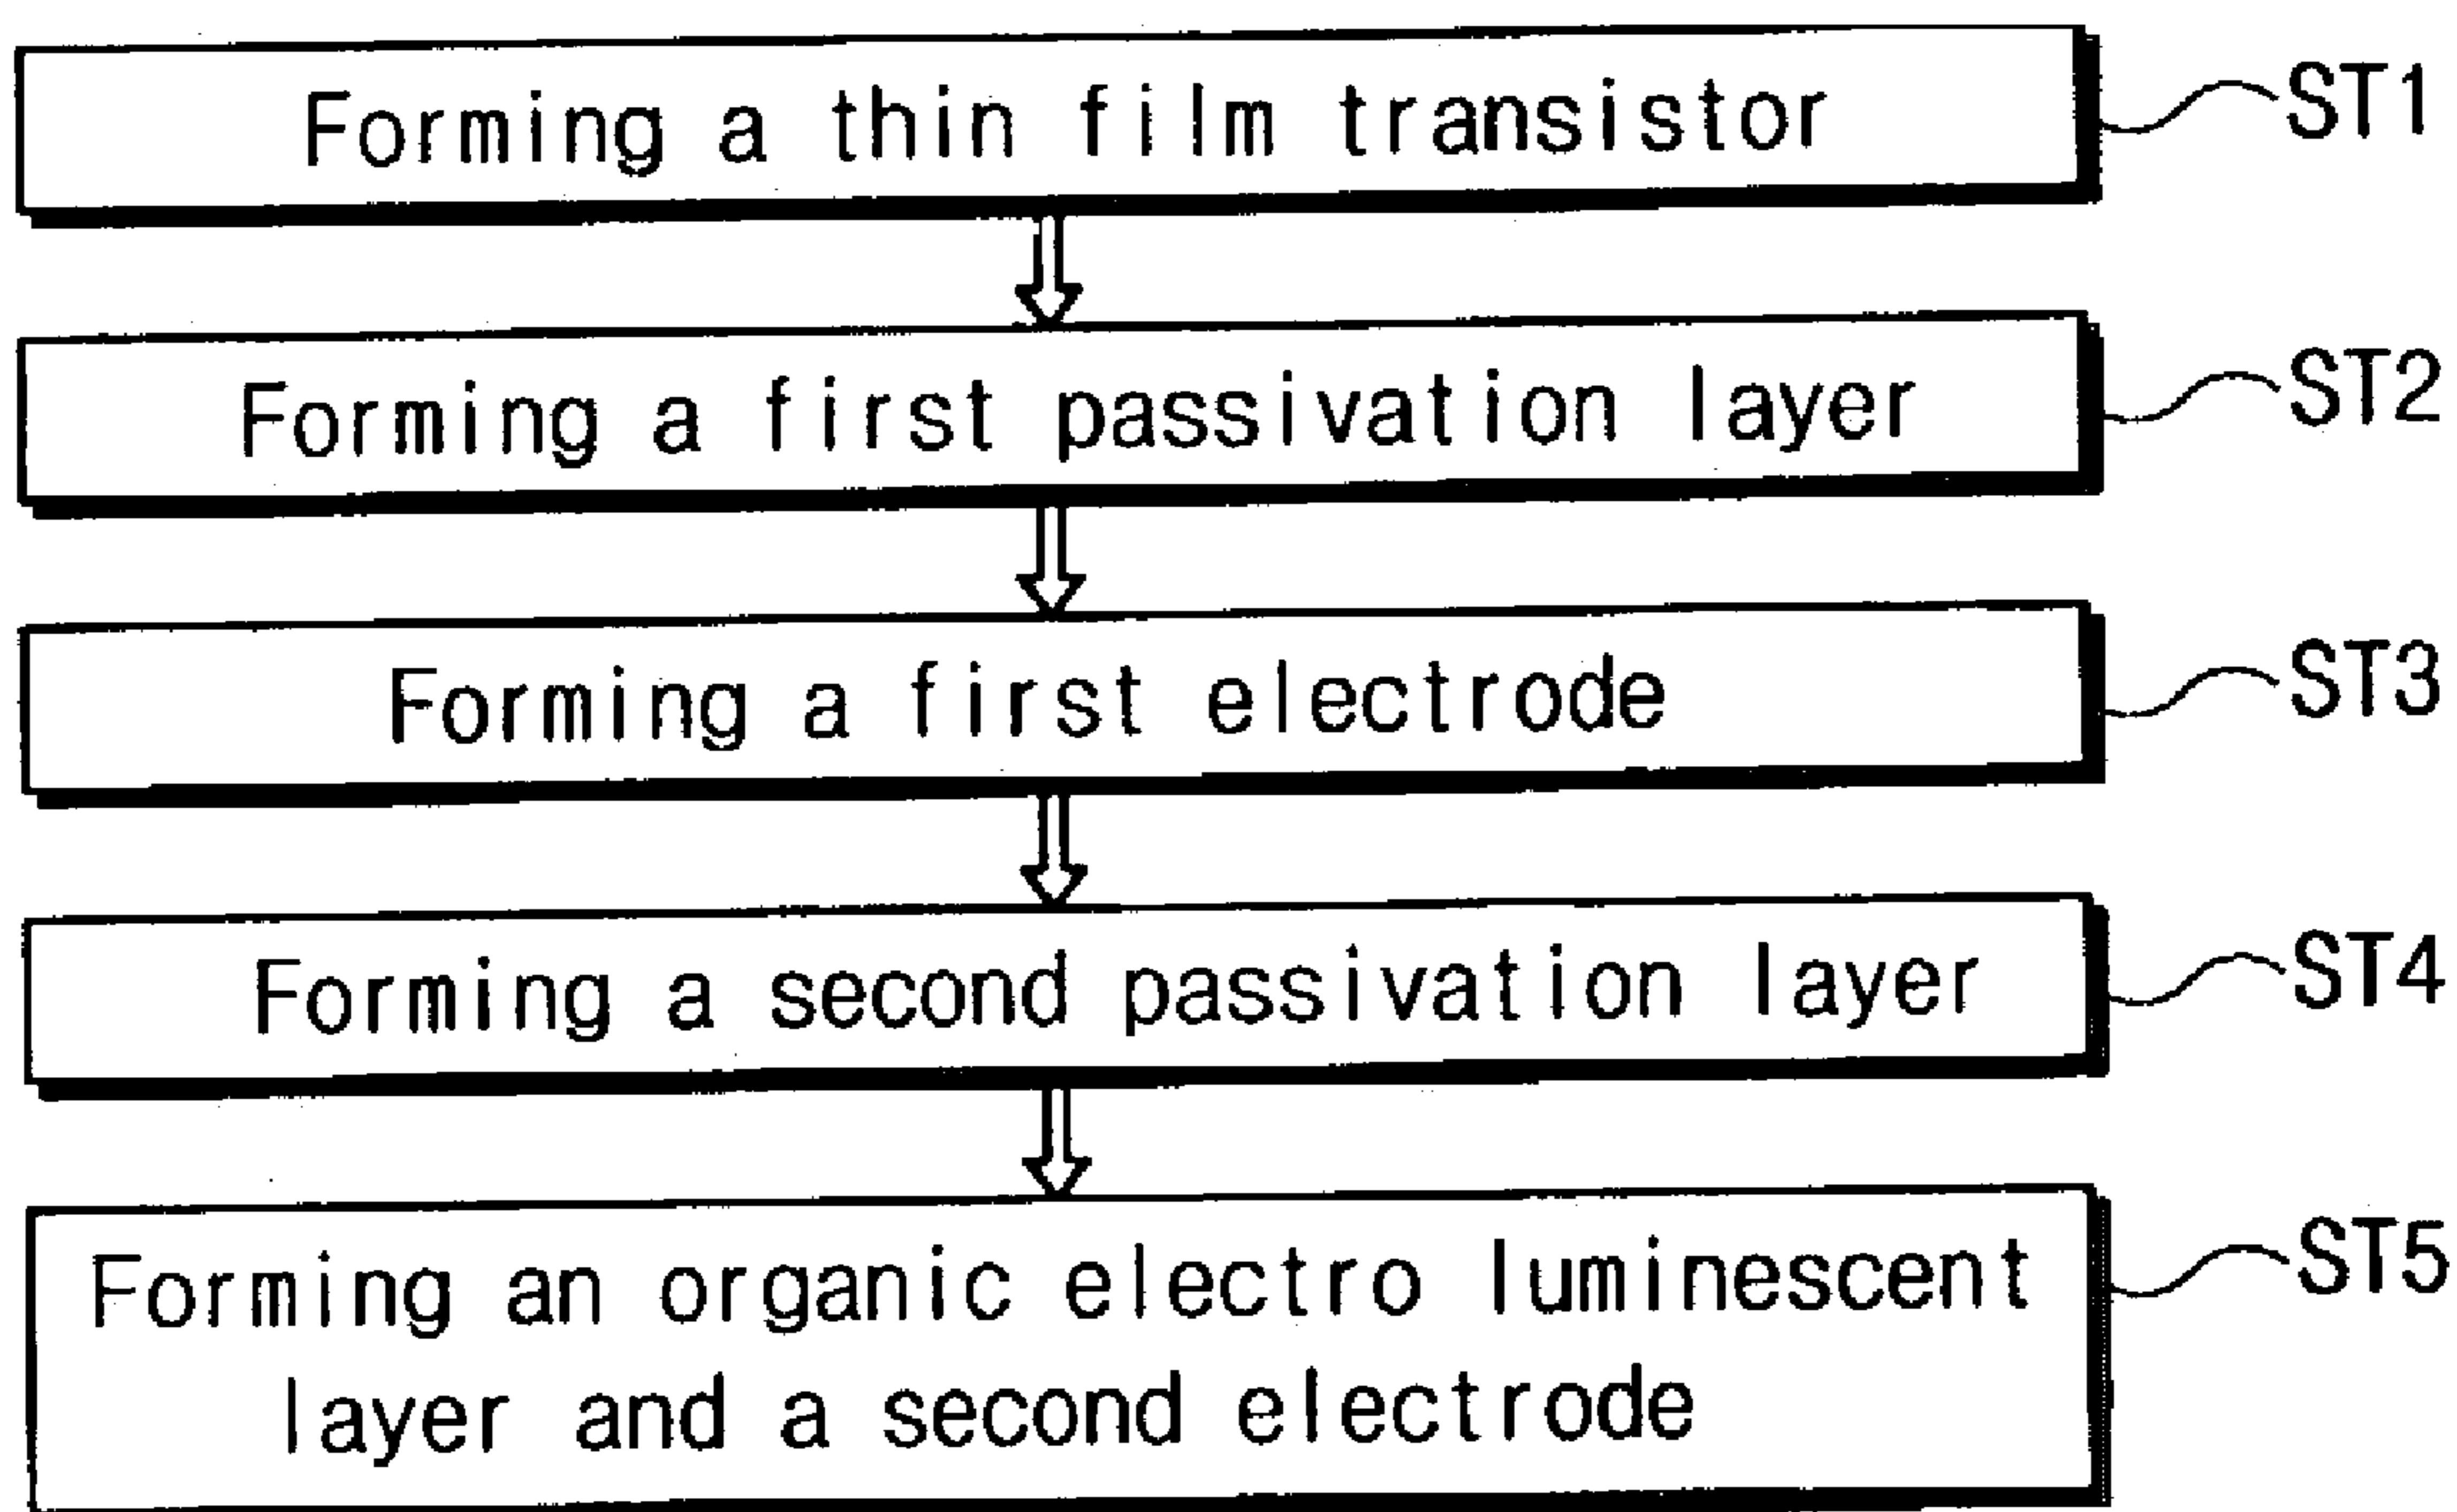 Forming a thin film transistor ST1
Forming a first passivation layer ST2
Forming a first electrode ST3
Forming a second passivation layer ST4
Forming an organic electro luminescent ST5
layer and a second electrode